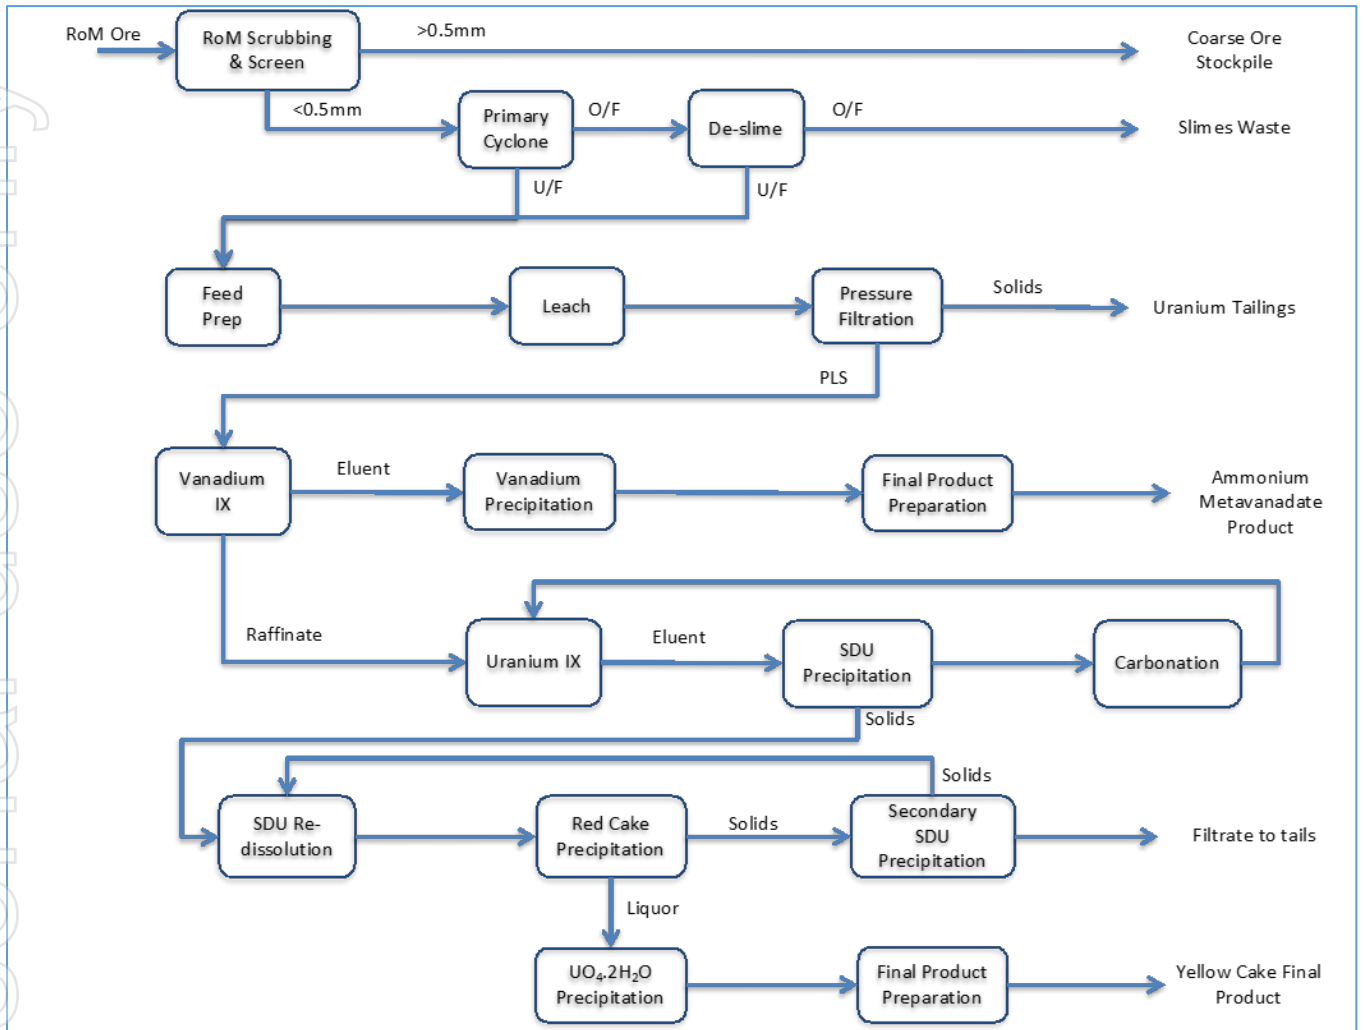 RoM Ore
RoM Scrubbing
& Screen
>0.5mm
Coarse Ore
Stockpile
<0.5mm
Primary
Cyclone
O/F
De-slime
O/F
Slimes Waste
U/F
U/F
Feed
Prep
Leach
Pressure
Filtration
Solids
Uranium Tailings
PLS
Vanadium
IX
Eluent
Vanadium
Precipitation
Final Product
Preparation
Ammonium
Metavanadate
Product
Raffinate
Uranium IX
Eluent
SDU
Precipitation
Carbonation
Solids
Solids
SDU Re-
dissolution
Red Cake
Precipitation
Solids
Secondary
SDU
Precipitation
Filtrate to tails
Liquor
UO₄.2H₂O
Precipitation
Final Product
Preparation
Yellow Cake Final
Product